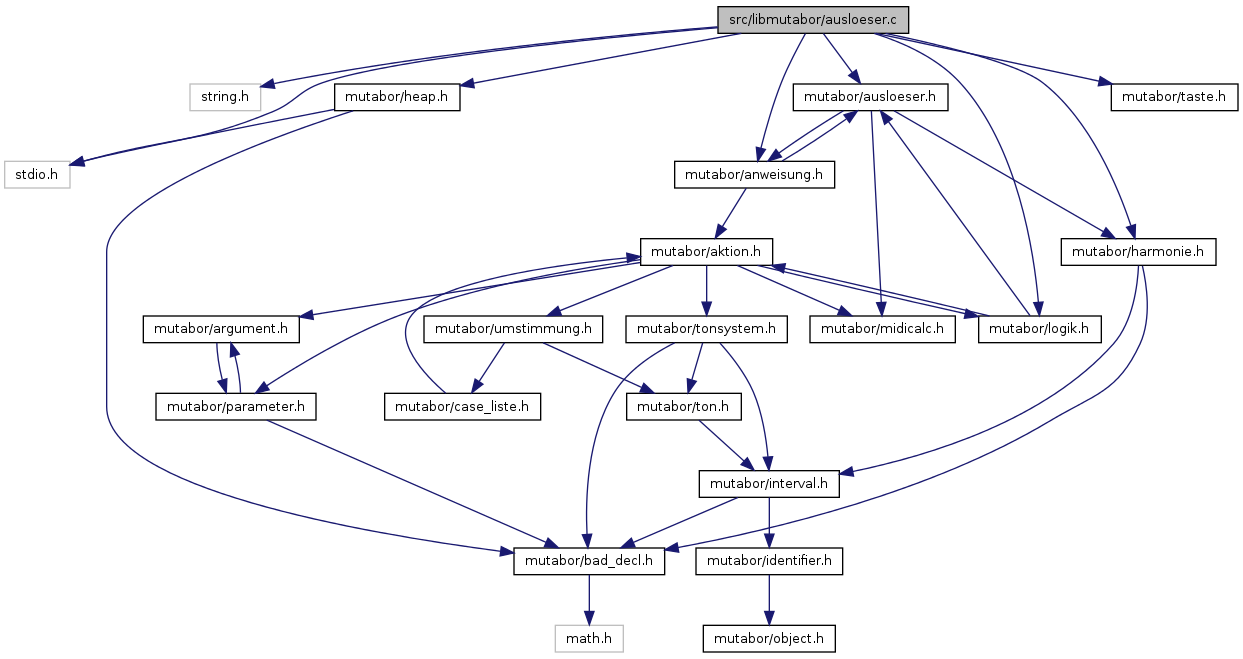 src/libmutabor/ausloeser.c
string.h
mutabor/heap.h
mutabor/ausloeser.h
mutabor/taste.h
stdio.h
mutabor/anweisung.h
mutabor/aktion.h
mutabor/harmonie.h
mutabor/argument.h
mutabor/umstimmung.h
mutabor/tonsystem.h
mutabor/midicalc.h
mutabor/logik.h
mutabor/parameter.h
mutabor/case_liste.h
mutabor/ton.h
mutabor/interval.h
mutabor/bad_decl.h
mutabor/identifier.h
math.h
mutabor/object.h